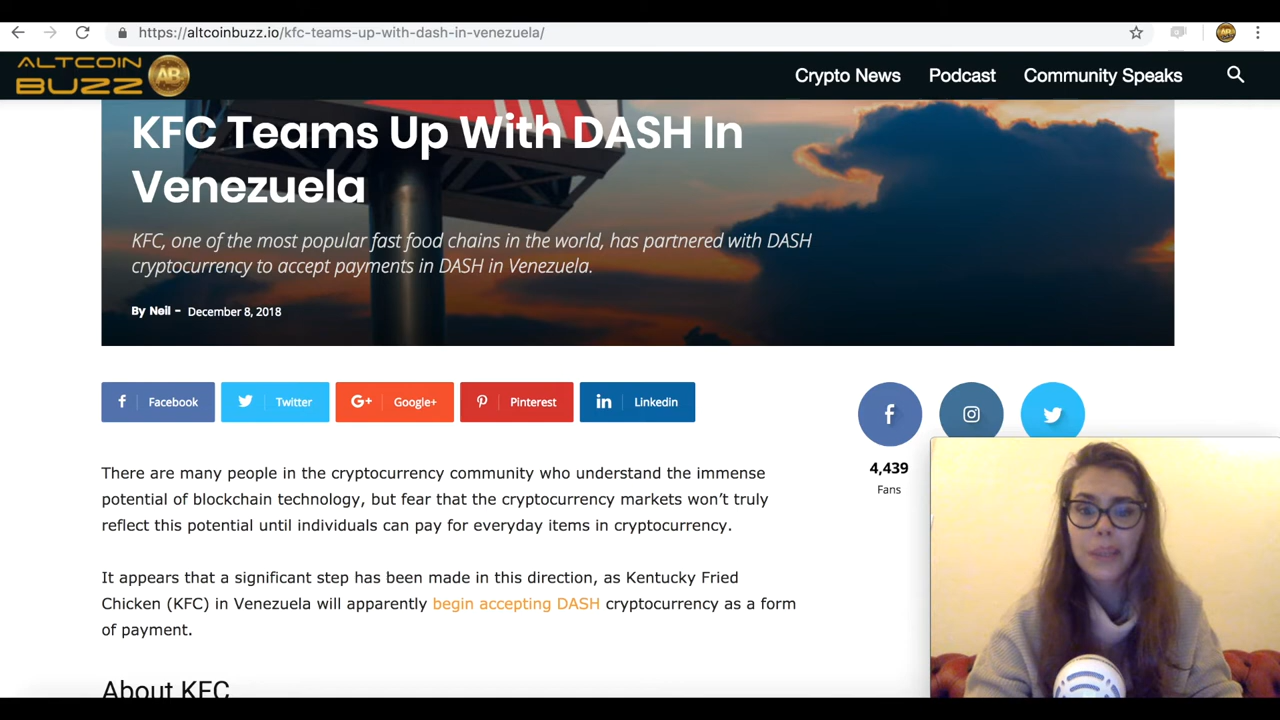 https://altcoinbuzz.io/kfc-teams-up-with-dash-in-venezuela/
ALTCOIN
BUZZ
AB
Crypto News
Podcast
Community Speaks
KFC Teams Up With DASH In
Venezuela
KFC, one of the most popular fast food chains in the world, has partnered with DASH
cryptocurrency to accept payments in DASH in Venezuela.
By Neil - December 8, 2018
Facebook
Twitter
Google+
Pinterest
Linkedin
4,439
Fans
There are many people in the cryptocurrency community who understand the immense
potential of blockchain technology, but fear that the cryptocurrency markets won’t truly
reflect this potential until individuals can pay for everyday items in cryptocurrency.
It appears that a significant step has been made in this direction, as Kentucky Fried
Chicken (KFC) in Venezuela will apparently begin accepting DASH cryptocurrency as a form
of payment.
About KFC